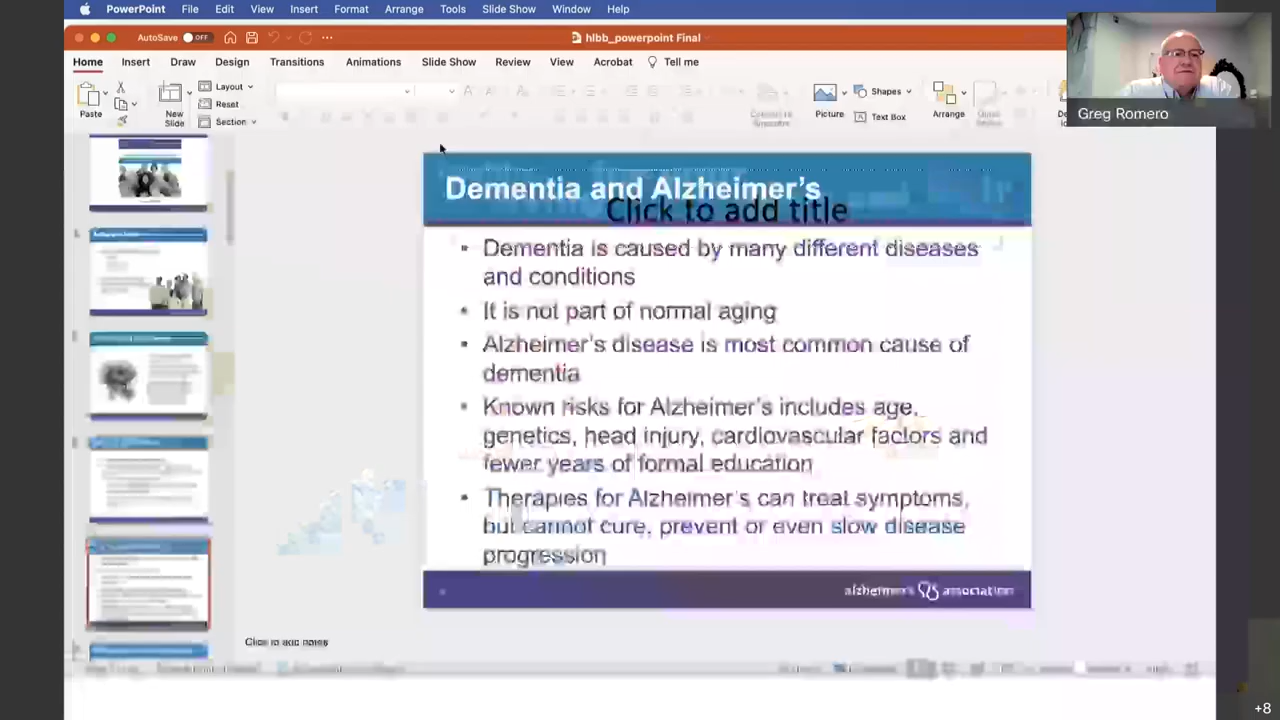 PowerPoint File Edit View Insert Format Arrange Tools Slide Show Window Help
AutoSave OFF hlbb_powerpoint Final
Home Insert Draw Design Transitions Animations Slide Show Review View Acrobat Tell me
Paste
New
Slide
Layout
Reset
Section
Picture
Shapes
Text Box
Arrange
Greg Romero
Dementia and Alzheimer's
Click to add title
• Dementia is caused by many different diseases
and conditions
• It is not part of normal aging
• Alzheimer's disease is most common cause of
dementia
• Known risks for Alzheimer's includes age,
genetics, head injury, cardiovascular factors and
fewer years of formal education
• Therapies for Alzheimer's can treat symptoms,
but cannot cure, prevent or even slow disease
progression
alzheimer's association
Click to add notes
+8